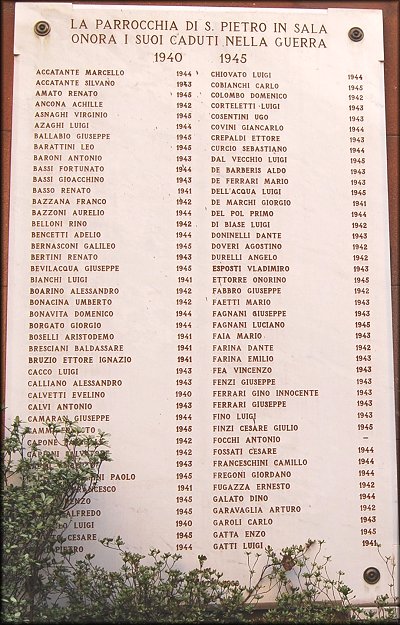 LA PARROCCHIA DI S. PIETRO IN SALA
ONORA I SUOI CADUTI NELLA GUERRA
1940 1945
ACCATANTE MARCELLO 1944
ACCATANTE SILVANO 1943
AMATO RENATO 1945
ANCONA ACHILLE 1942
ASNAGHI VIRGINIO 1945
AZAGHI LUIGI 1944
BALLABIO GIUSEPPE 1945
BARATTINI LEO 1945
BARONI ANTONIO 1943
BASSI FORTUNATO 1944
BASSI GIOACCHINO 1943
BASSO RENATO 1941
BAZZANA FRANCO 1942
BAZZONI AURELIO 1944
BELLONI RINO 1942
BENCETTI ADELIO 1944
BERNASCONI GALILEO 1945
BERTINI RENATO 1943
BEVILACQUA GIUSEPPE 1945
BIANCHI LUIGI 1941
BOARINO ALESSANDRO 1942
BONACINA UMBERTO 1942
BONAVITA DOMENICO 1944
BORGATO GIORGIO 1944
BOSELLI ARISTODEMO 1941
BRESCIANI BALDASSARE 1941
BRUZIO ETTORE IGNAZIO 1941
CACCO LUIGI 1943
CALLIANO ALESSANDRO 1943
CALVETTI EVELINO 1940
CALVI ANTONIO 1943
CAMARAN GIUSEPPE 1944
1945
CAPONE 1942
1942
1943
PAOLO 1945
1941
1945
ALFREDO 1945
LUIGI 1940
CESARE 1945
PIETRO 1944
CHIOVATO LUIGI 1944
COBIANCHI CARLO 1945
COLOMBO DOMENICO 1942
CORTELETTI LUIGI 1943
COSENTINI UGO 1943
COVINI GIANCARLO 1944
CREPALDI ETTORE 1943
CURCIO SEBASTIANO 1944
DAL VECCHIO LUIGI 1945
DE BARBERIS ALDO 1943
DE FERRARI MARIO 1943
DELL'ACQUA LUIGI 1945
DE MARCHI GIORGIO 1941
DEL POL PRIMO 1944
DI BIASE LUIGI 1942
DONINELLI DANTE 1943
DOVERI AGOSTINO 1942
DURELLI ANGELO 1942
ESPOSTI VLADIMIRO 1943
ETTORRE ONORINO 1945
FABBRO GIUSEPPE 1942
FAETTI MARIO 1943
FAGNANI GIUSEPPE 1943
FAGNANI LUCIANO 1945
FAIA MARIO 1943
FARINA DANTE 1942
FARINA EMILIO 1943
FEA VINCENZO 1943
FENZI GIUSEPPE 1943
FERRARI GINO INNOCENTE 1943
FERRARI GIUSEPPE 1943
FINO LUIGI 1943
FINZI CESARE GIULIO 1945
FOCCHI ANTONIO –
FOSSATI CESARE 1944
FRANCESCHINI CAMILLO 1944
FREGONI GIORDANO 1944
FUGAZZA ERNESTO 1942
GALATO DINO 1944
GARAVAGLIA ARTURO 1942
GAROLI CARLO 1943
GATTA ENZO 1945
GATTI LUIGI 1941